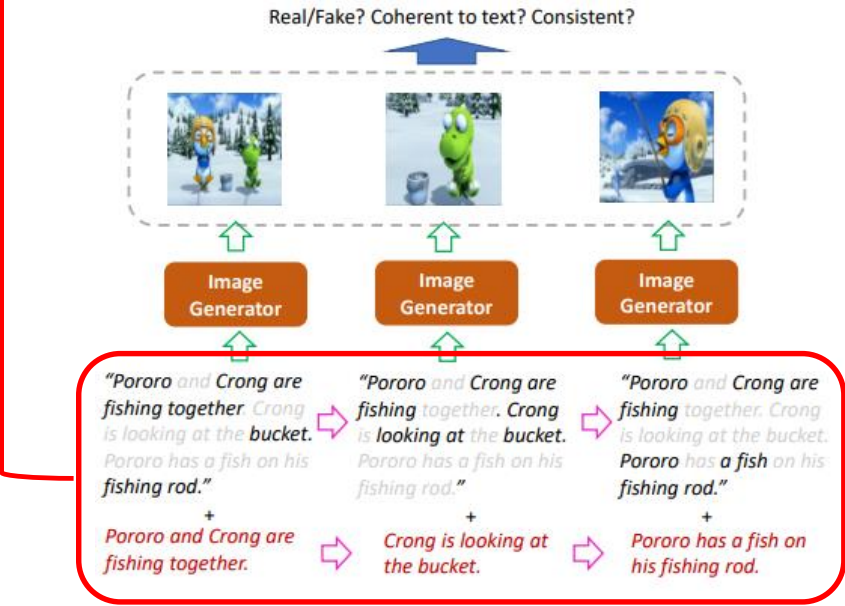 Real/Fake? Coherent to text? Consistent?
Image
Generator
Image
Generator
Image
Generator
“Pororo and Crong are
fishing together. Crong
is looking at the bucket.
Pororo has a fish on his
fishing rod.”
+
Pororo and Crong are
fishing together.
“Pororo and Crong are
fishing together. Crong
is looking at the bucket.
Pororo has a fish on his
fishing rod.”
+
Crong is looking at
the bucket.
“Pororo and Crong are
fishing together. Crong
is looking at the bucket.
Pororo has a fish on his
fishing rod.”
+
Pororo has a fish on
his fishing rod.